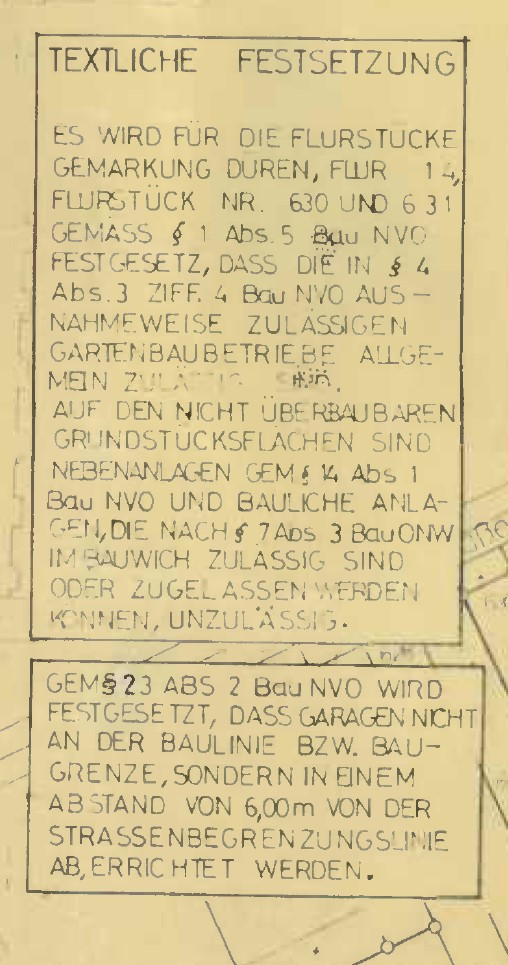 TEXTLICHE FESTSETZUNG
ES WIRD FÜR DIE FLURSTÜCKE
GEMARKUNG DÜREN, FLUR 14,
FLURSTÜCK NR. 630 UND 631
GEMÄSS § 1 Abs. 5 Bau NVO
FESTGESETZ, DASS DIE IN § 4
Abs. 3 ZIFF. 4 Bau NVO AUS-
NAHMEWEISE ZULÄSSIGEN
GARTENBAUBETRIEBE ALLGE-
MEIN ZULÄSSIG
AUF DEN NICHT ÜBERBAUBAREN
GRUNDSTÜCKSFLÄCHEN SIND
NEBENANLAGEN GEM § 14 Abs 1
Bau NVO UND BAULICHE ANLA-
GEN, DIE NACH § 7 Abs 3 BauONW
IM BAUWICH ZULÄSSIG SIND
ODER ZUGELASSEN WERDEN
KÖNNEN, UNZULÄSSIG.
GEM § 23 ABS 2 Bau NVO WIRD
FESTGESETZT, DASS GARAGEN NICHT
AN DER BAULINIE BZW. BAU-
GRENZE, SONDERN IN EINEM
ABSTAND VON 6,00m VON DER
STRASSENBEGRENZUNGSLINIE
AB, ERRICHTET WERDEN.